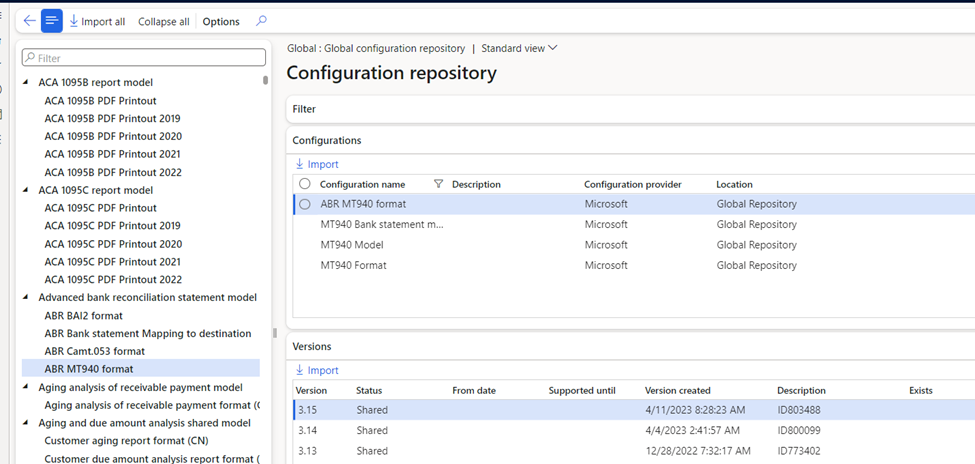 Import all Collapse all Options
Filter
ACA 1095B report model
ACA 1095B PDF Printout
ACA 1095B PDF Printout 2019
ACA 1095B PDF Printout 2020
ACA 1095B PDF Printout 2021
ACA 1095B PDF Printout 2022
ACA 1095C report model
ACA 1095C PDF Printout
ACA 1095C PDF Printout 2019
ACA 1095C PDF Printout 2020
ACA 1095C PDF Printout 2021
ACA 1095C PDF Printout 2022
Advanced bank reconciliation statement model
ABR BAI2 format
ABR Bank statement Mapping to destination
ABR Camt.053 format
ABR MT940 format
Aging analysis of receivable payment model
Aging analysis of receivable payment format (
Aging and due amount analysis shared model
Customer aging report format (CN)
Customer due amount analysis report format (
Global : Global configuration repository | Standard view
Configuration repository
Filter
Configurations
Import
Configuration name Description Configuration provider Location
ABR MT940 format Microsoft Global Repository
MT940 Bank statement m... Microsoft Global Repository
MT940 Model Microsoft Global Repository
MT940 Format Microsoft Global Repository
Versions
Import
Version Status From date Supported until Version created Description Exists
3.15 Shared 4/11/2023 8:28:23 AM ID803488
3.14 Shared 4/4/2023 2:41:57 AM ID800099
3.13 Shared 12/28/2022 7:32:17 AM ID773402